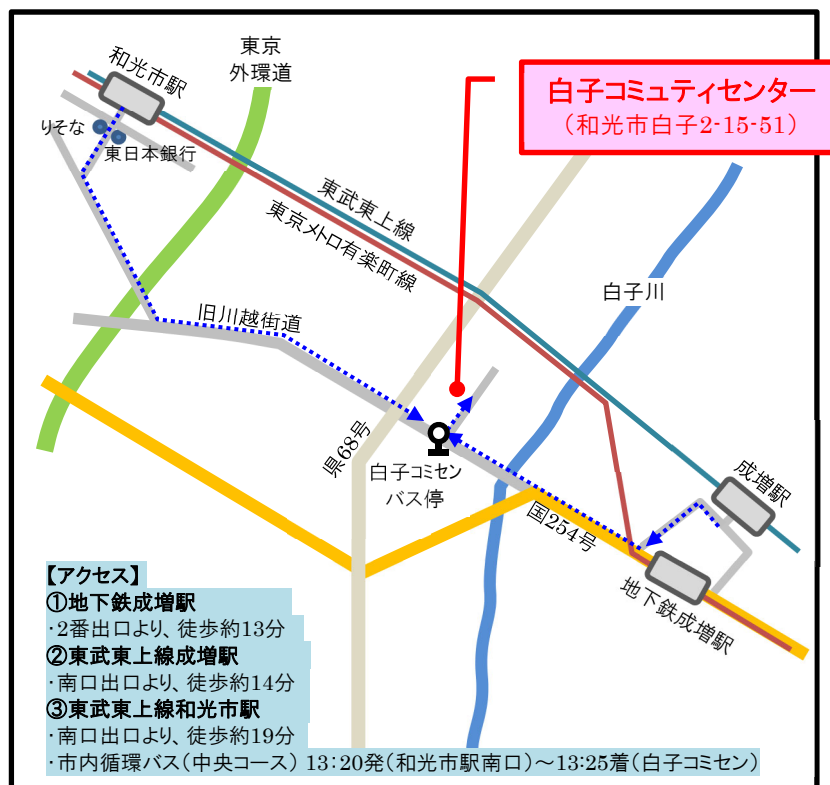 東京
外環道
和光市駅
白子コミュティセンター
（和光市白子2-15-51）
りそな
東日本銀行
東武東上線
東京メトロ有楽町線
白子川
旧川越街道
県68号
白子コミセン
バス停
成増駅
国254号
地下鉄成増駅
【アクセス】
①地下鉄成増駅
・2番出口より、徒歩約13分
②東武東上線成増駅
・南口出口より、徒歩約14分
③東武東上線和光市駅
・南口出口より、徒歩約19分
・市内循環バス（中央コース） 13：20発（和光市駅南口）～13：25着（白子コミセン）